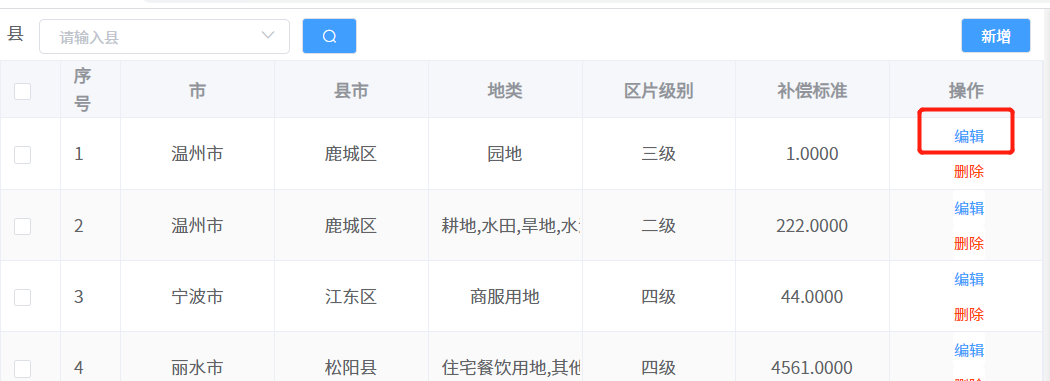 县 请输入县 新增
序号 市 县市 地类 区片级别 补偿标准 操作
1 温州市 鹿城区 园地 三级 1.0000 编辑
删除
2 温州市 鹿城区 耕地,水田,旱地,水 二级 222.0000 编辑
删除
3 宁波市 江东区 商服用地 四级 44.0000 编辑
删除
4 丽水市 松阳县 住宅餐饮用地,其他 四级 4561.0000 编辑